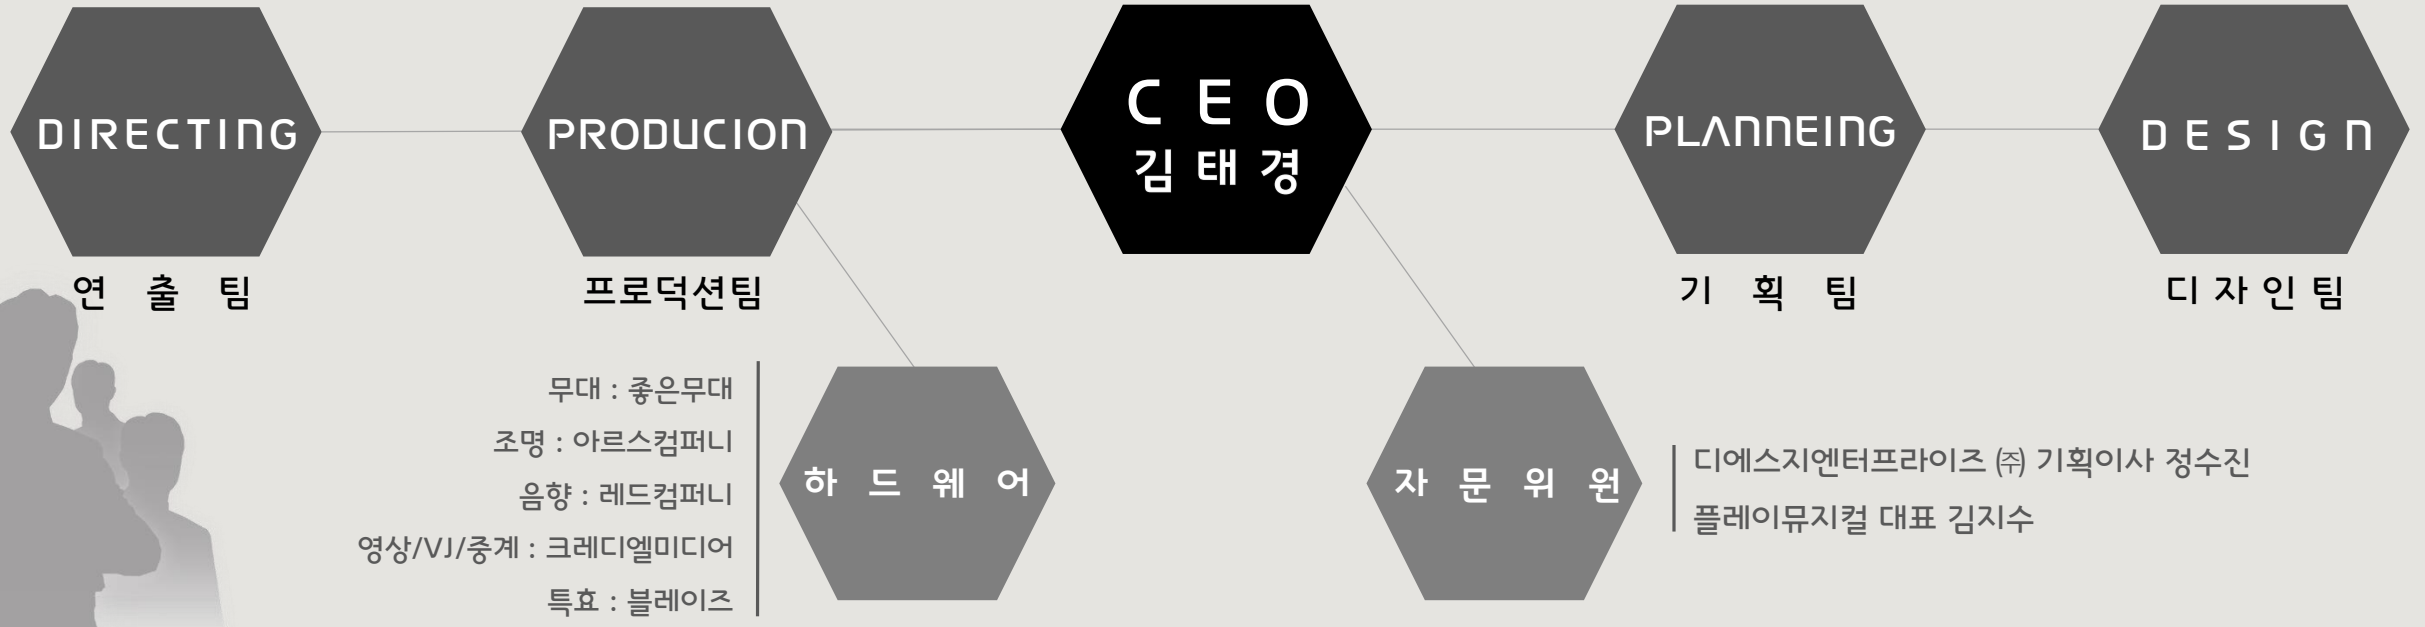 DIRECTING
연출팀
PRODUCION
프로덕션팀
CEO
김태경
PLANNEING
기획팀
DESIGN
디자인팀
무대 : 좋은무대
조명 : 아르스컴퍼니
음향 : 레드컴퍼니
영상/VJ/중계 : 크레디엘미디어
특효 : 블레이즈
하드웨어
자문위원
디에스지엔터프라이즈 ㈜ 기획이사 정수진
플레이뮤지컬 대표 김지수